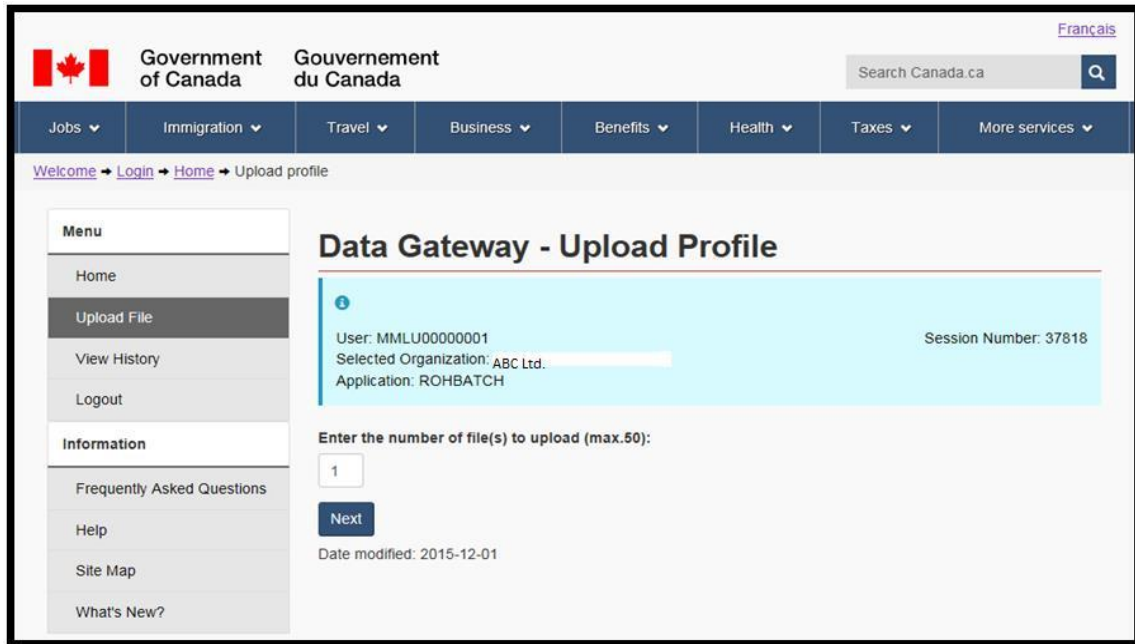 Français
Government of Canada
Gouvernement du Canada
Search Canada.ca
Jobs Immigration Travel Business Benefits Health Taxes More services
Welcome ➔ Login ➔ Home ➔ Upload profile
Menu
Home
Upload File
View History
Logout
Information
Frequently Asked Questions
Help
Site Map
What's New?
Data Gateway - Upload Profile
User: MMLU00000001 Session Number: 37818
Selected Organization: ABC Ltd.
Application: ROHBATCH
Enter the number of file(s) to upload (max.50):
1
Next
Date modified: 2015-12-01